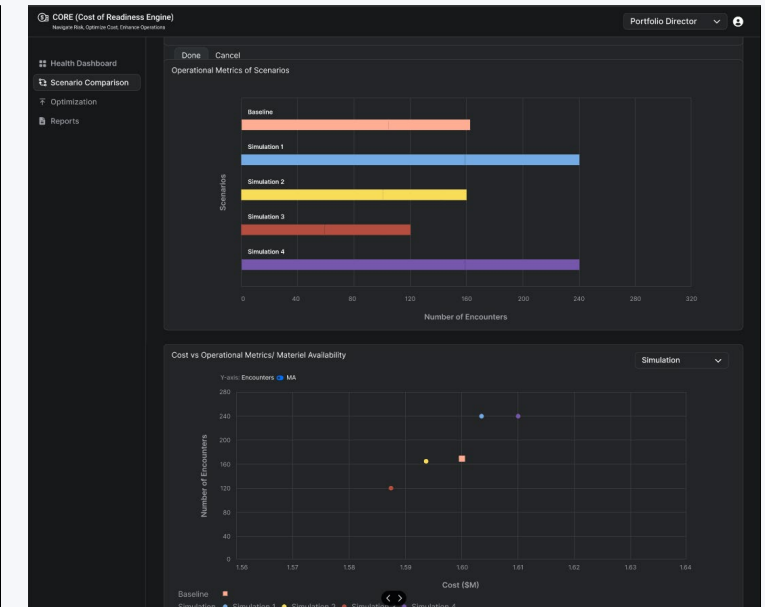 CORE (Cost of Readiness Engine)
Navigate Risk, Optimize Cost, Enhance Operations
Portfolio Director
Health Dashboard
Scenario Comparison
Optimization
Reports
Done Cancel
Operational Metrics of Scenarios
Baseline
Simulation 1
Simulation 2
Simulation 3
Simulation 4
Scenarios
0 40 80 120 160 200 240 280 320
Number of Encounters
Cost vs Operational Metrics/ Materiel Availability
Simulation
Y-axis: Encounters MA
280
240
200
160
120
80
40
0
Number of Encounters
1.56 1.57 1.58 1.59 1.60 1.61 1.62 1.63 1.64
Cost ($M)
Baseline
Simulation Simulation 1 Simulation 2 Simulation Simulation 4